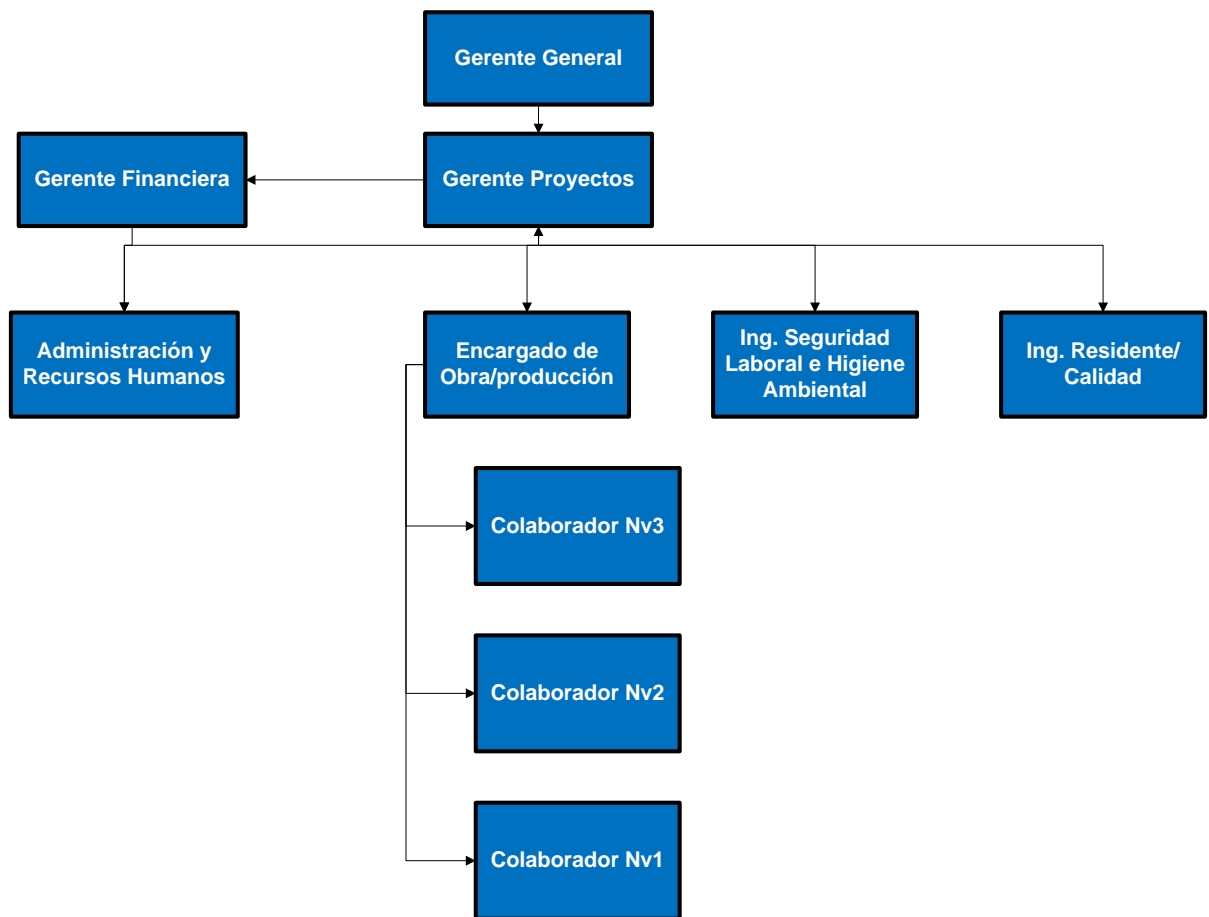 Gerente General
Gerente Financiera
Gerente Proyectos
Administración y
Recursos Humanos
Encargado de
Obra/producción
Ing. Seguridad
Laboral e Higiene
Ambiental
Ing. Residente/
Calidad
Colaborador Nv3
Colaborador Nv2
Colaborador Nv1